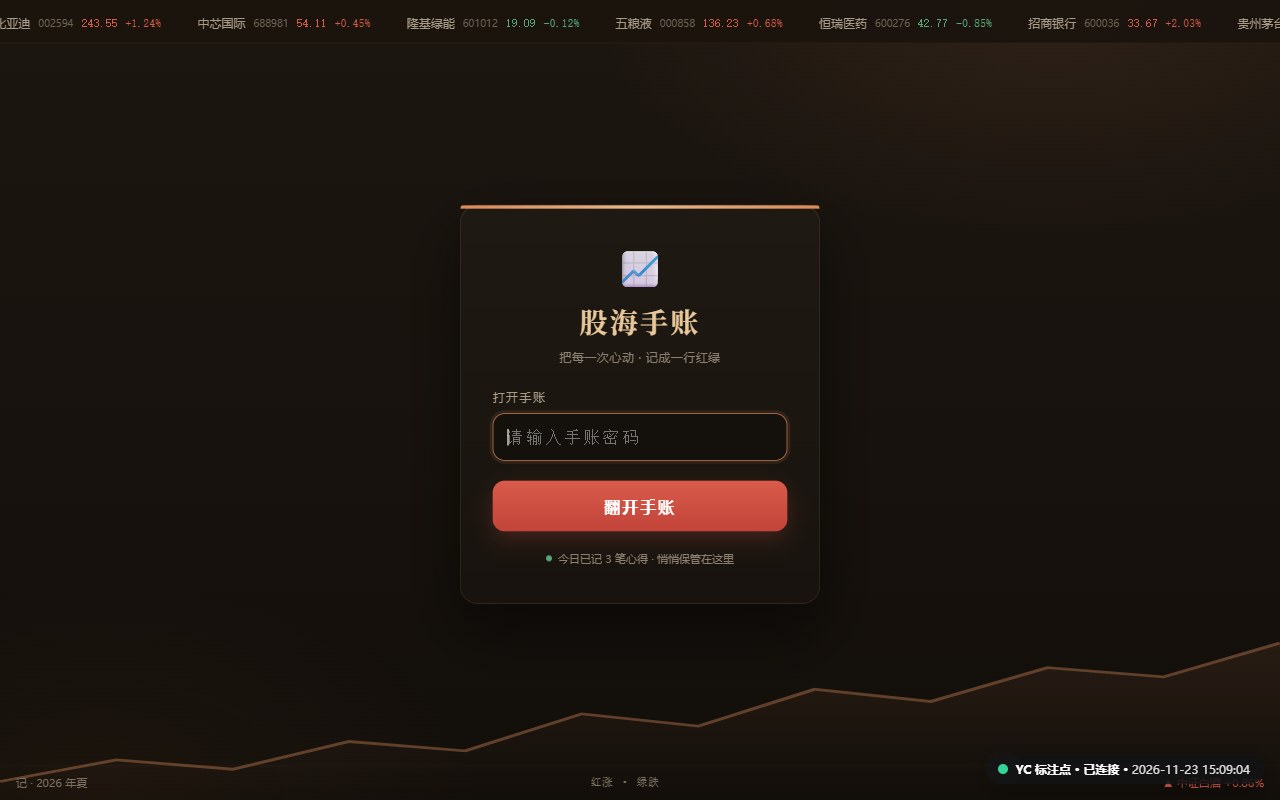 比亚迪 002594 243.55 +1.24% 中芯国际 688981 54.11 +0.45% 隆基绿能 601012 19.09 -0.12% 五粮液 000858 136.23 +0.68% 恒瑞医药 600276 42.77 -0.85% 招商银行 600036 33.67 +2.03% 贵州茅台
股海手账
把每一次心动 · 记成一行红绿
打开手账
请输入手账密码
翻开手账
今日已记 3 笔心得 · 悄悄保管在这里
YC 标注点 • 已连接 • 2026-11-23 15:09:04
记 · 2026 年夏
红涨 • 绿跌